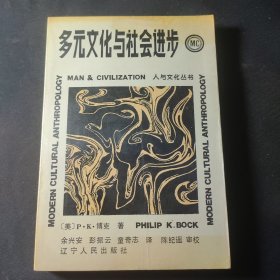 多元文化与社会进步
MC
MAN & CIVILIZATION 人与文化丛书
MODERN CULTURAL ANTHROPOLOGY
MODERN CULTURAL ANTHROPOLOGY
〔美〕P·K·博克 著 PHILIP K.BOCK
余兴安 彭振云 童奇志 译 陈纪遥 审校
辽宁人民出版社